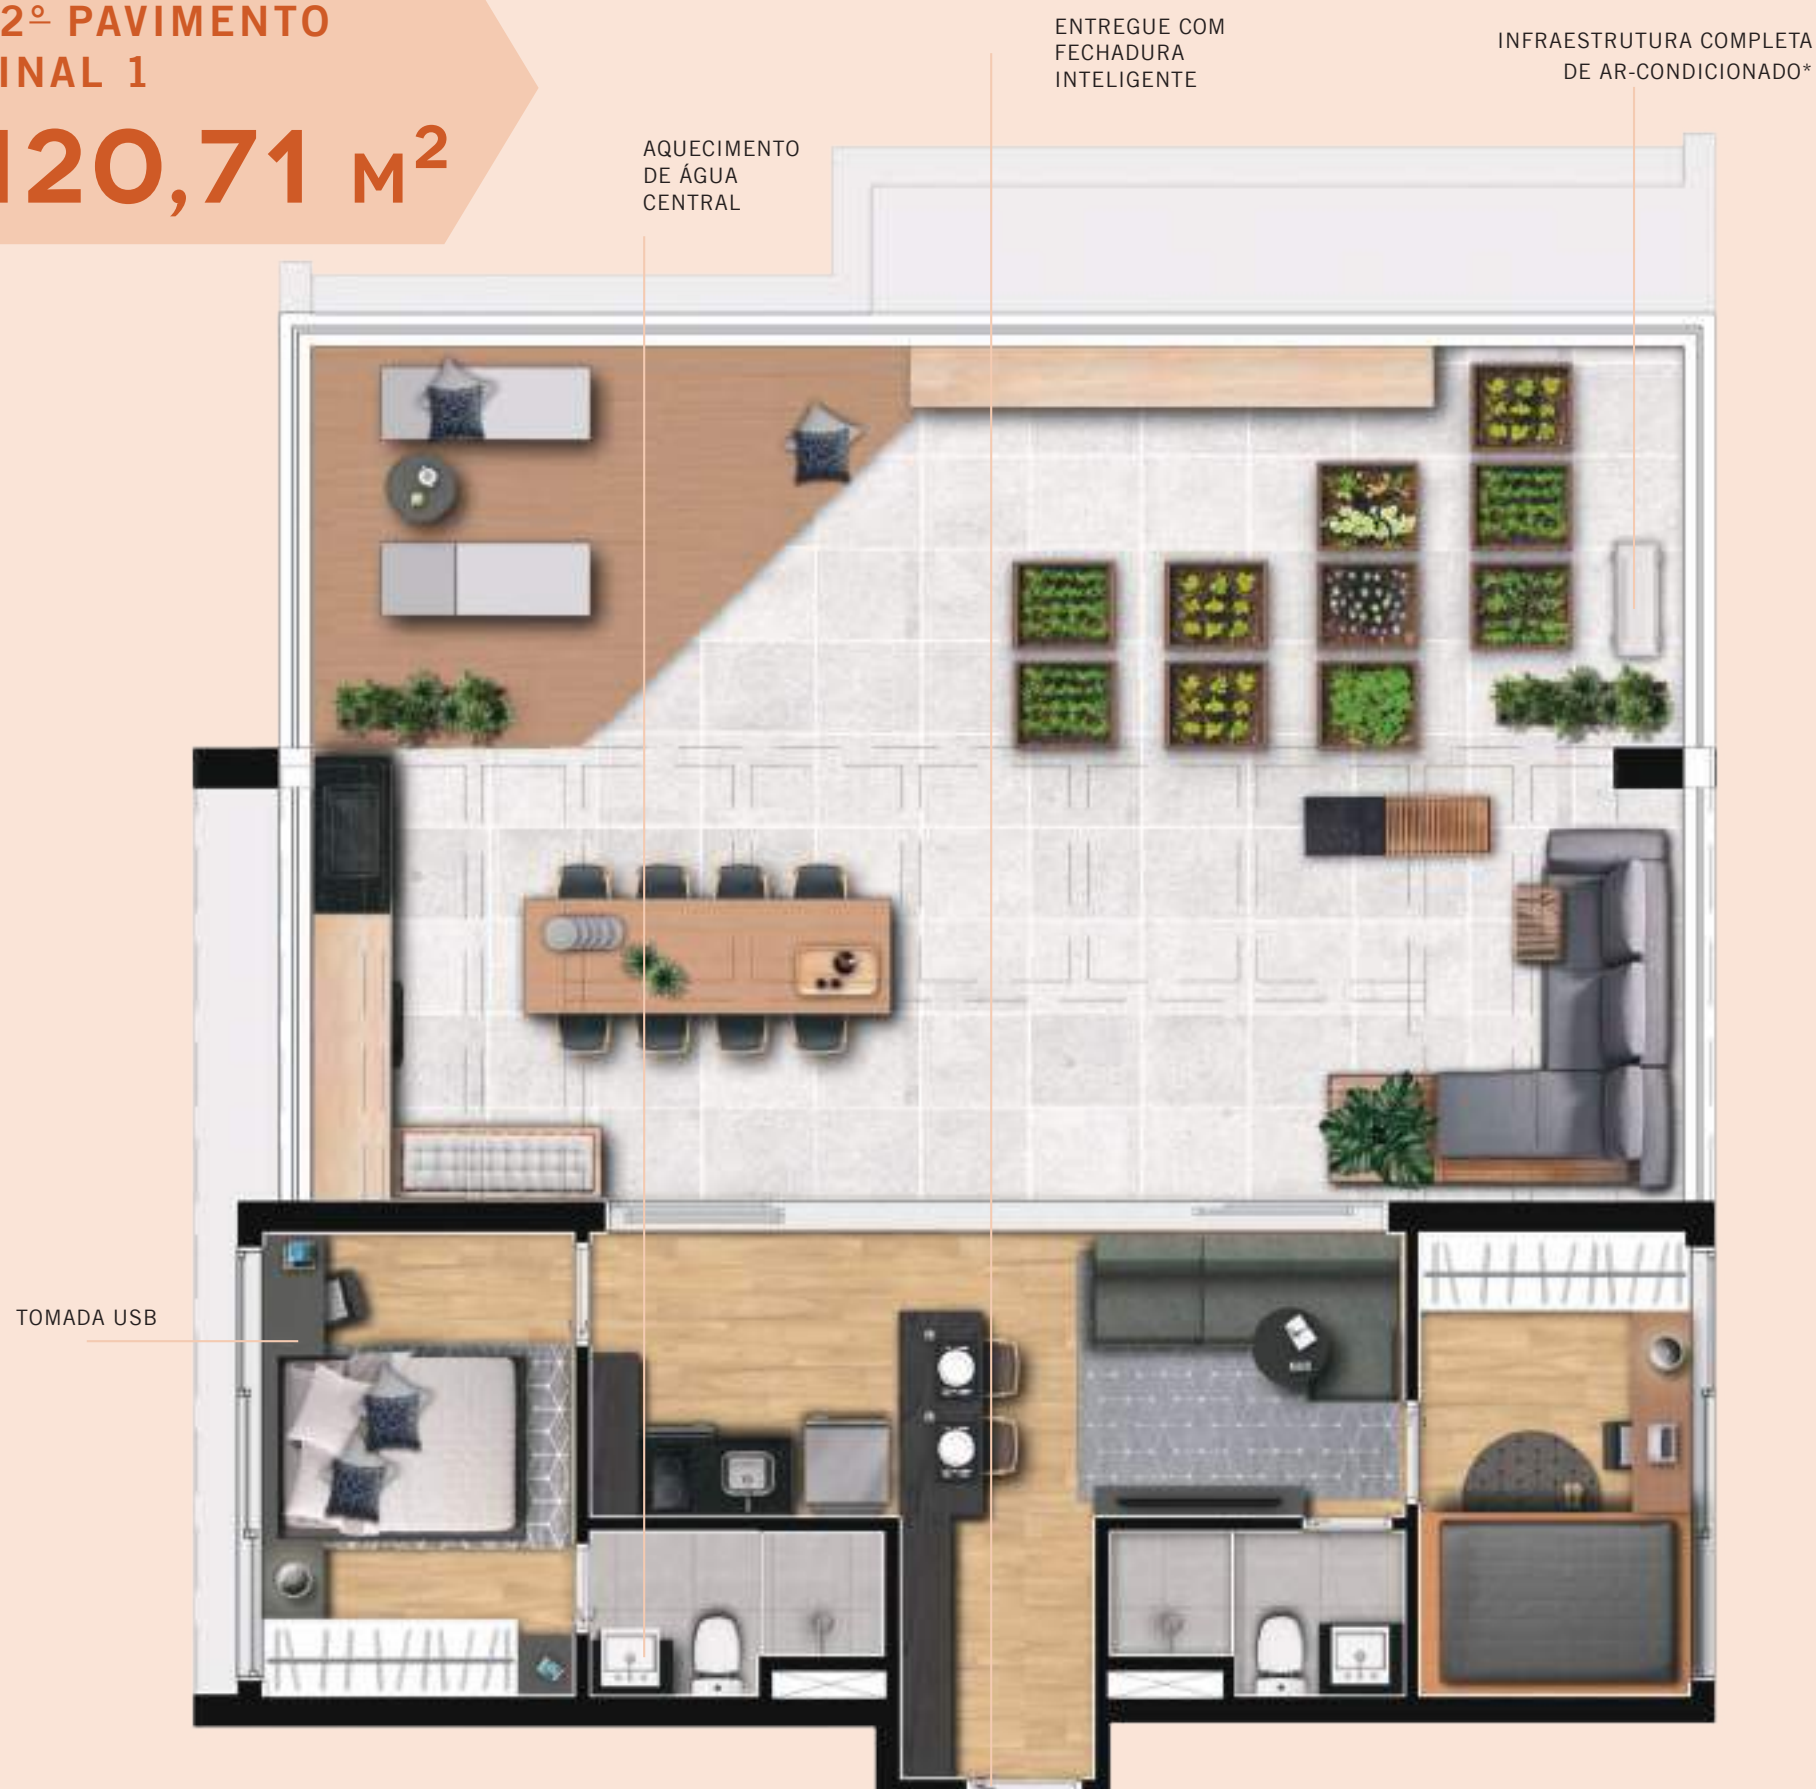 2º PAVIMENTO
INAL 1
120,71 M²
ENTREGUE COM
FECHADURA
INTELIGENTE
INFRAESTRUTURA COMPLETA
DE AR-CONDICIONADO*
AQUECIMENTO
DE ÁGUA
CENTRAL
TOMADA USB